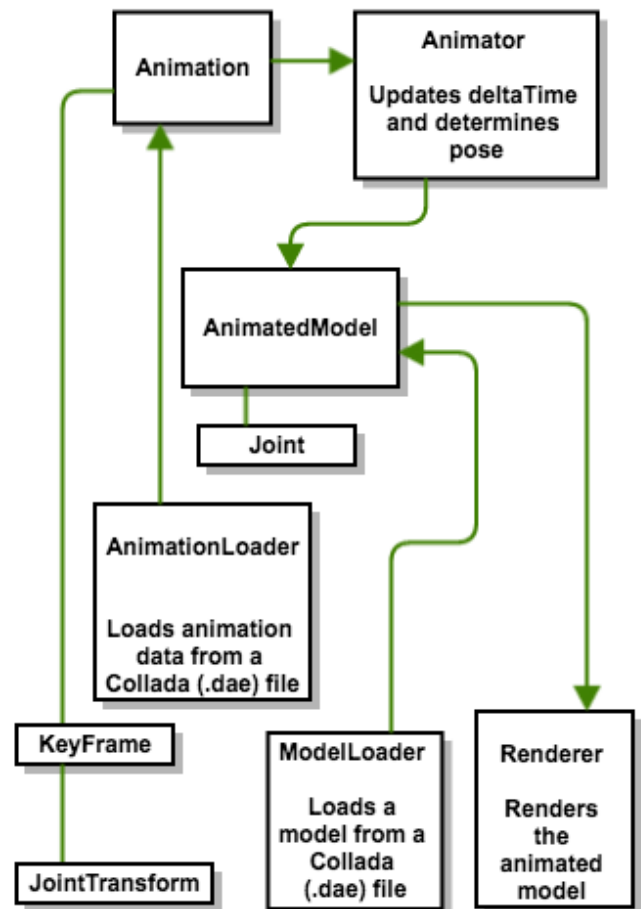 Animation
Animator
Updates deltaTime
and determines
pose
AnimatedModel
Joint
AnimationLoader
Loads animation
data from a
Collada (.dae) file
KeyFrame
JointTransform
ModelLoader
Loads a
model from a
Collada
(.dae) file
Renderer
Renders
the
animated
model